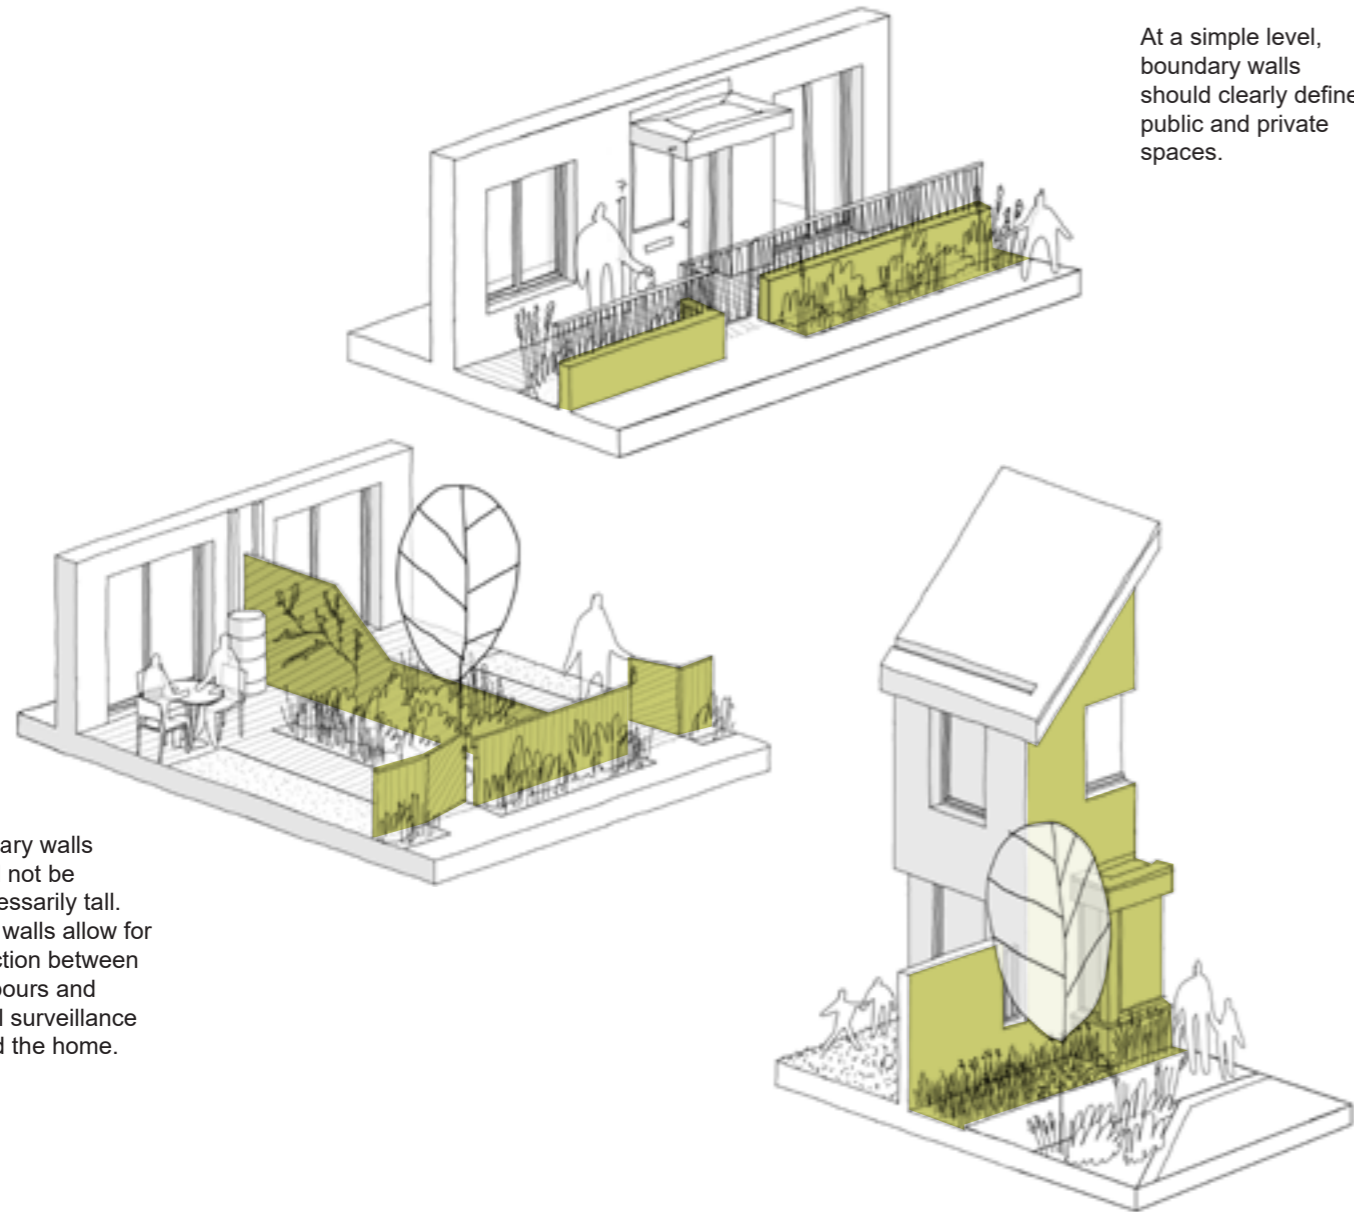 At a simple level,
boundary walls
should clearly define
public and private
spaces.
ary walls
not be
essarily tall.
walls allow for
ction between
ours and
surveillance
the home.